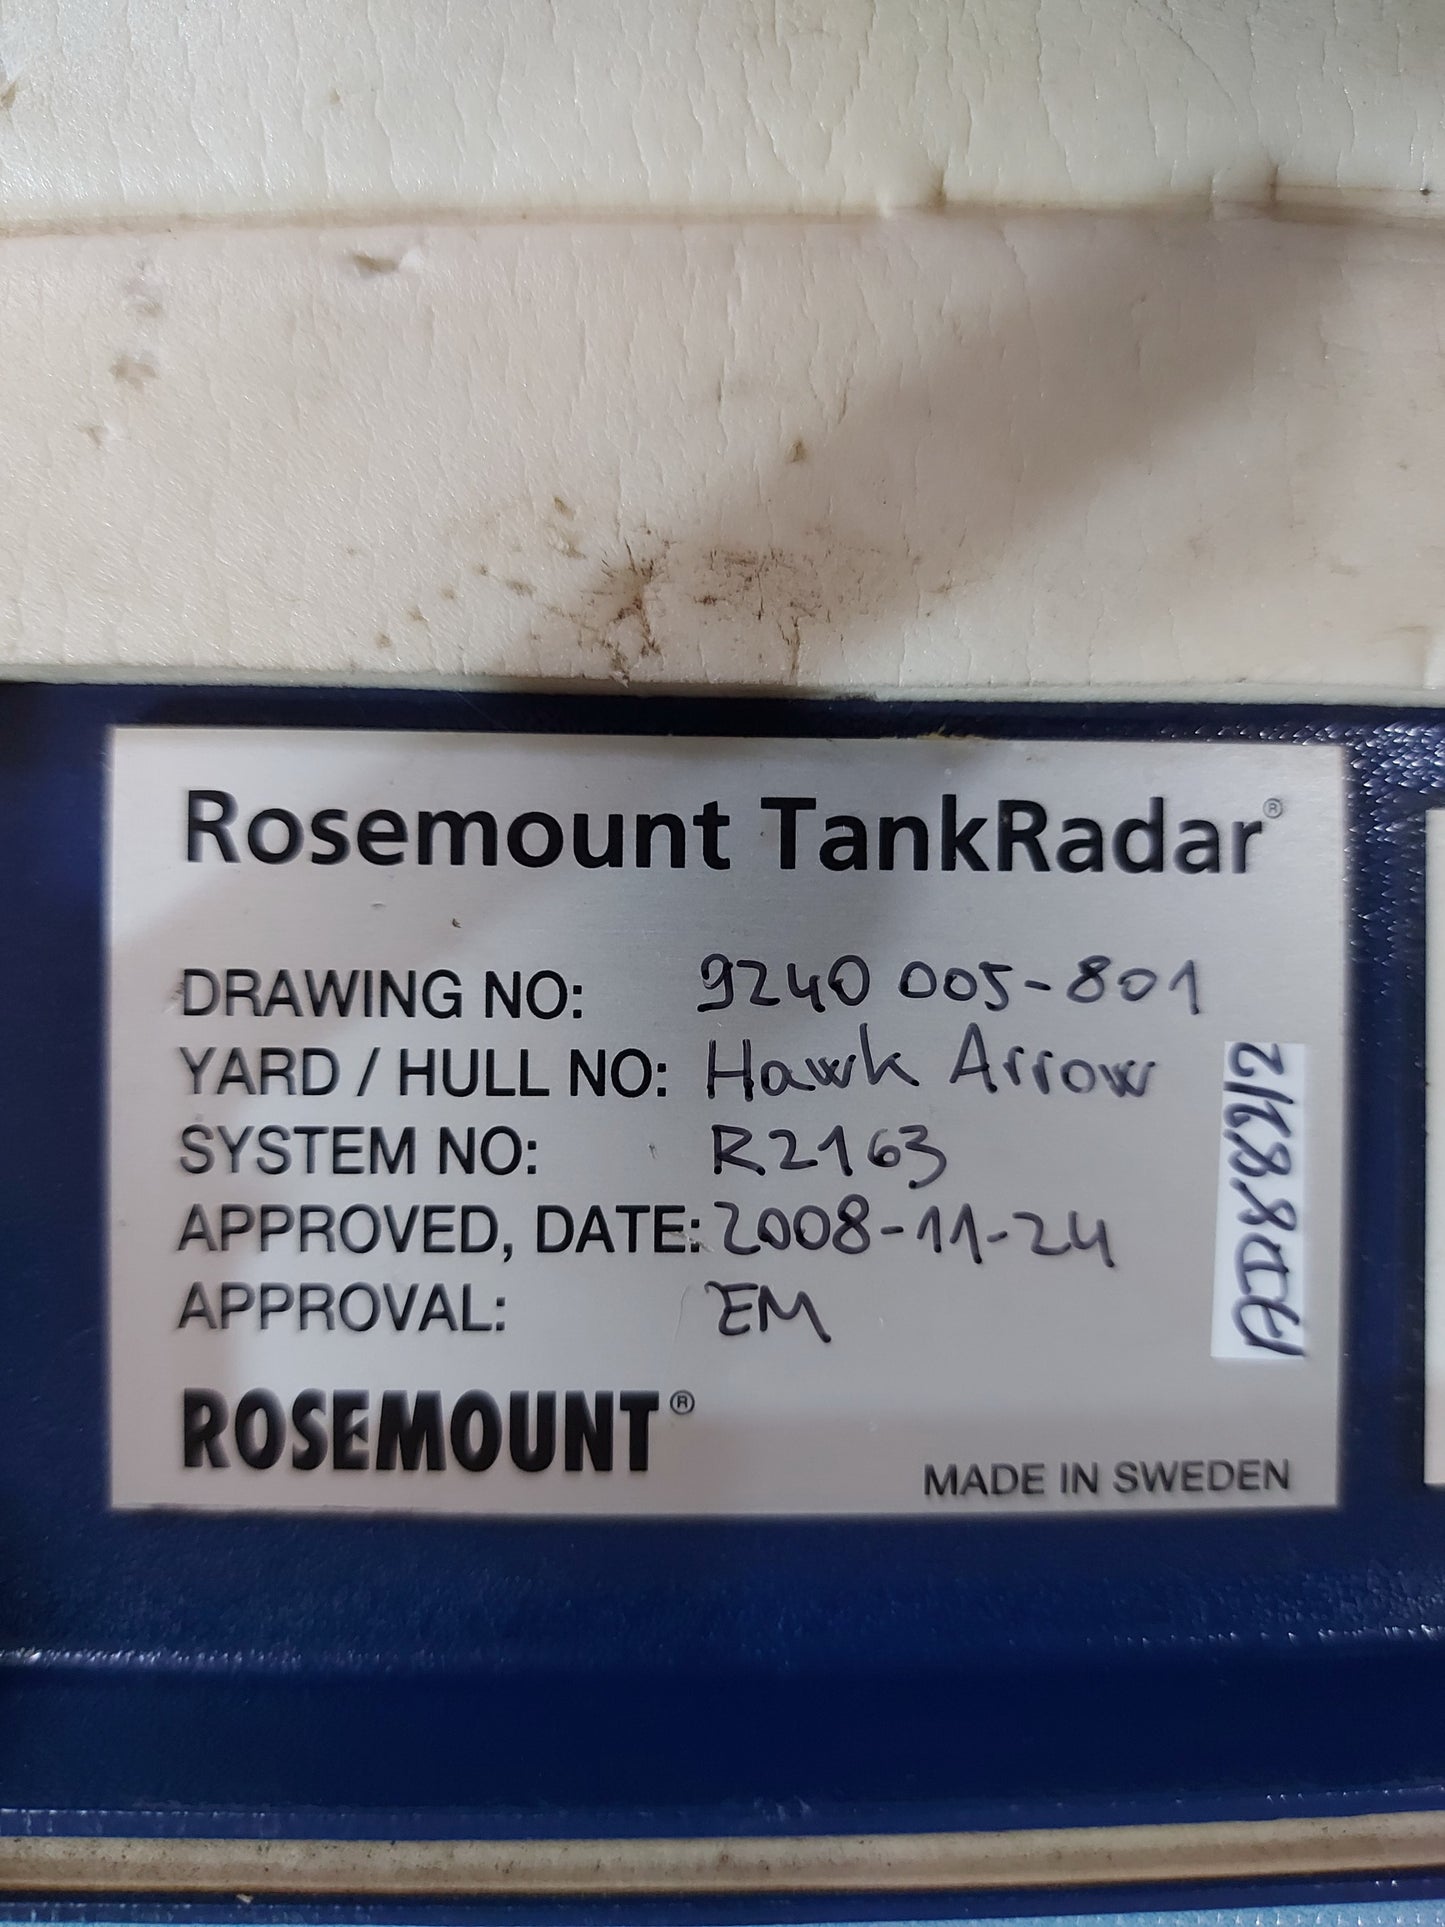 Rosemount TankRadar®
DRAWING NO: 9240 005-801
YARD / HULL NO: Hawk Arrow
SYSTEM NO: R2163
APPROVED, DATE: 2008-11-24
APPROVAL: EM
ROSEMOUNT®
MADE IN SWEDEN